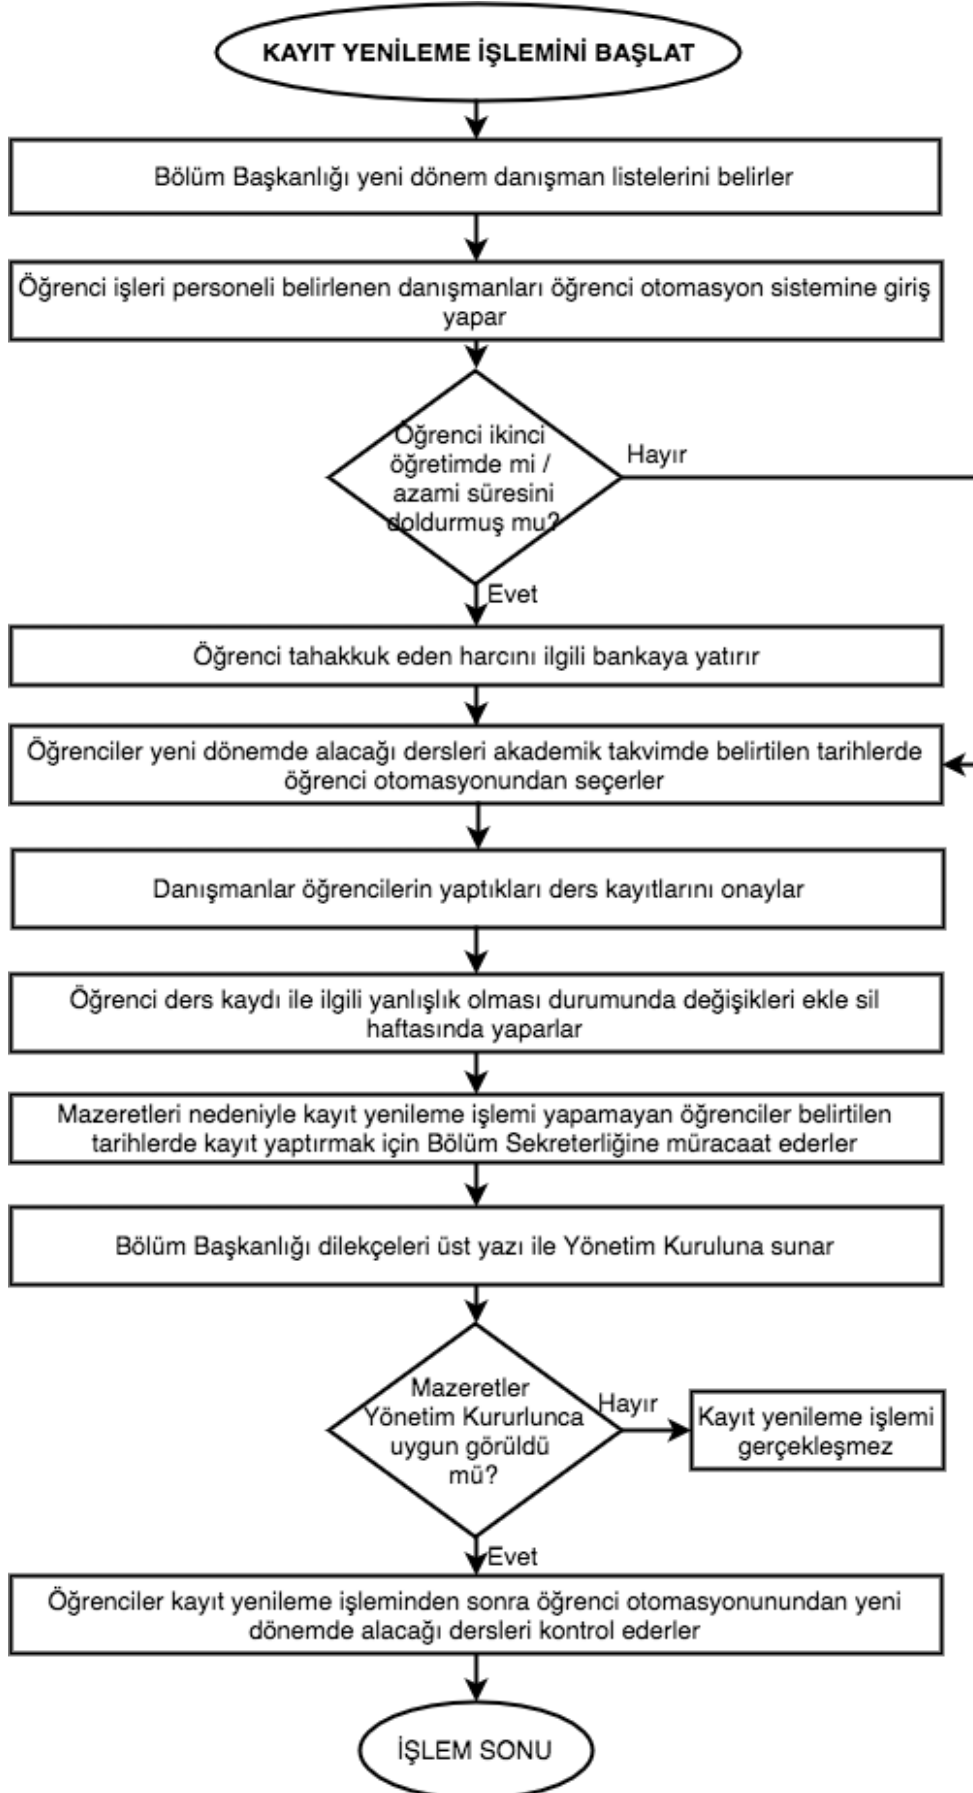 KAYIT YENİLEME İŞLEMİNİ BAŞLAT
Bölüm Başkanlığı yeni dönem danışman listelerini belirler
Öğrenci işleri personeli belirlenen danışmanları öğrenci otomasyon sistemine giriş
yapar
Öğrenci ikinci
öğretimde mi /
azami süresini
doldurmuş mu?
Hayır
Evet
Öğrenci tahakkuk eden harcını ilgili bankaya yatırır
Öğrenciler yeni dönemde alacağı dersleri akademik takvimde belirtilen tarihlerde
öğrenci otomasyonundan seçerler
Danışmanlar öğrencilerin yaptıkları ders kayıtlarını onaylar
Öğrenci ders kaydı ile ilgili yanlışlık olması durumunda değişikleri ekle sil
haftasında yaparlar
Mazeretleri nedeniyle kayıt yenileme işlemi yapamayan öğrenciler belirtilen
tarihlerde kayıt yaptırmak için Bölüm Sekreterliğine müracaat ederler
Bölüm Başkanlığı dilekçeleri üst yazı ile Yönetim Kuruluna sunar
Mazeretler
Yönetim Kururlunca
uygun görüldü
mü?
Hayır
Kayıt yenileme işlemi
gerçekleşmez
Evet
Öğrenciler kayıt yenileme işleminden sonra öğrenci otomasyonunundan yeni
dönemde alacağı dersleri kontrol ederler
İŞLEM SONU